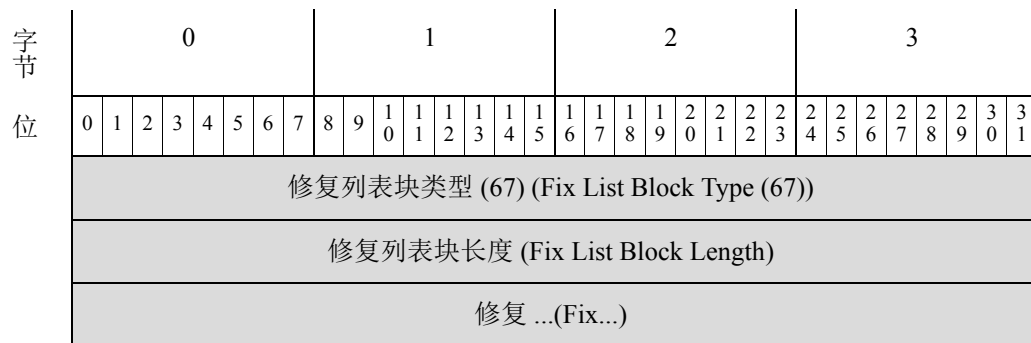 字节 0 1 2 3
位 0 1 2 3 4 5 6 7 8 9 10 11 12 13 14 15 16 17 18 19 20 21 22 23 24 25 26 27 28 29 30 31
修复列表块类型 (67) (Fix List Block Type (67))
修复列表块长度 (Fix List Block Length)
修复 ...(Fix...)